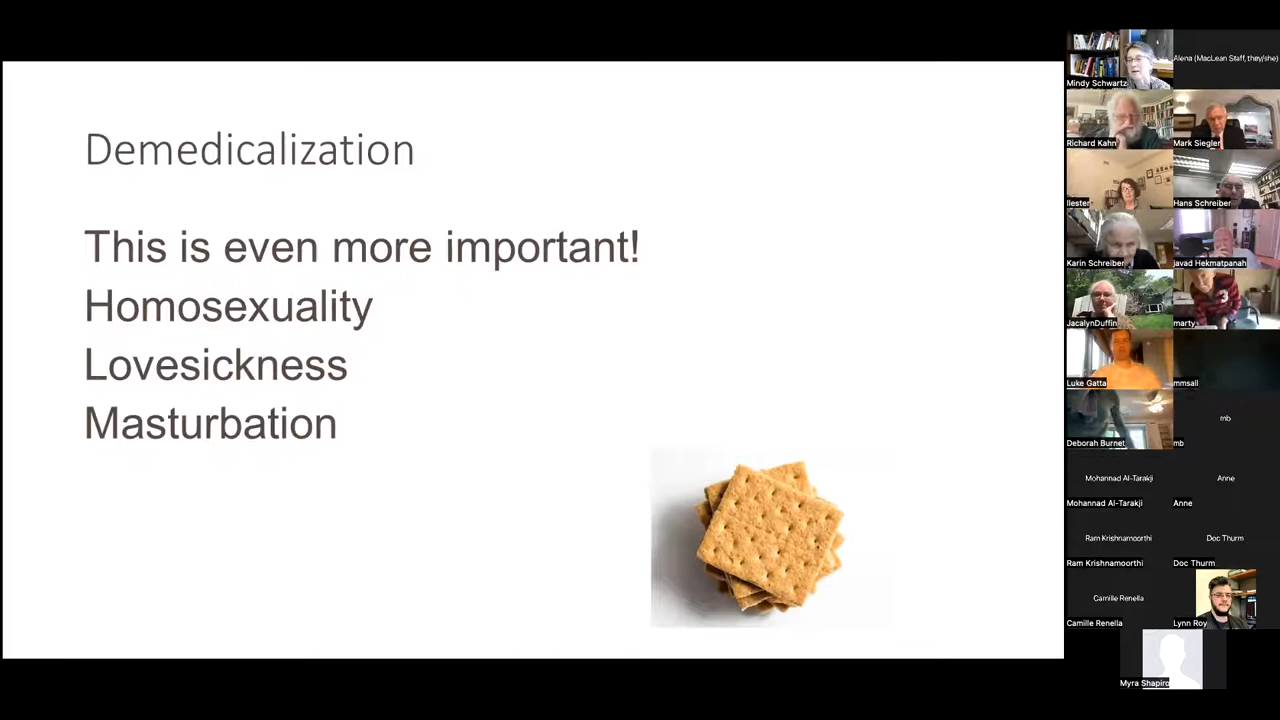 Demedicalization
This is even more important!
Homosexuality
Lovesickness
Masturbation
Mindy Schwartz
Alena (MacLean Staff, they/she)
Richard Kahn
Mark Siegler
llester
Hans Schreiber
Karin Schreiber
javad Hekmatpanah
JacalynDuffin
marty
Luke Gatta
mmsall
Deborah Burnet
mb
mb
Mohannad Al-Tarakji
Anne
Mohannad Al-Tarakji
Anne
Ram Krishnamoorthi
Doc Thurm
Ram Krishnamoorthi
Doc Thurm
Camille Renella
Camille Renella
Lynn Roy
Myra Shapiro